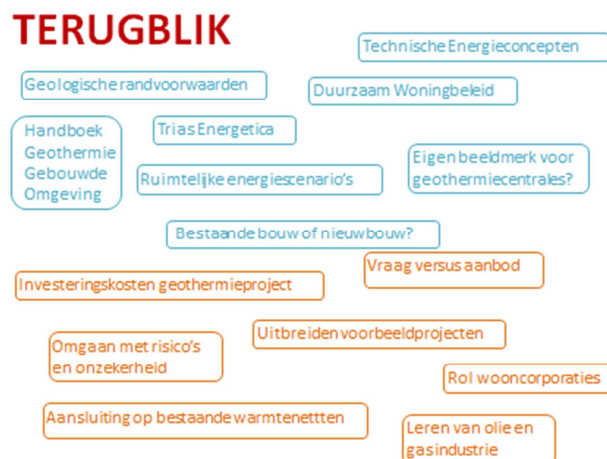 TERUGBLIK
Technische Energieconcepten
Geologische randvoorwaarden
Duurzaam Woningbeleid
Handboek
Geothermie
Gebouwde
Omgeving
Trias Energetica
Eigen beeldmerk voor
geothermiecentrales?
Ruimtelijke energiescenario's
Bestaande bouw of nieuwbouw?
Vraag versus aanbod
Investeringskosten geothermieproject
Uitbreiden voorbeeldprojecten
Omgaan met risico's
en onzekerheid
Rol wooncorporaties
Aansluiting op bestaande warmtenettten
Leren van olie en
gasindustrie